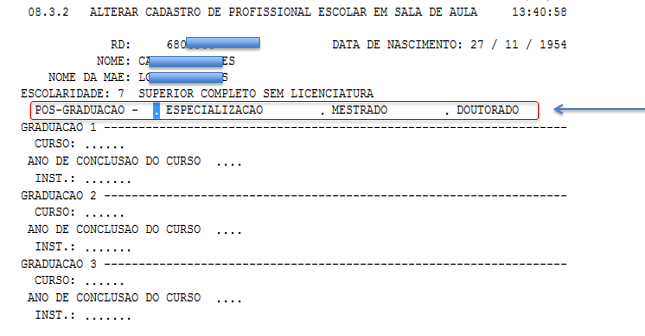 08.3.2 ALTERAR CADASTRO DE PROFISSIONAL ESCOLAR EM SALA DE AULA 13:40:58
RD: 680 DATA DE NASCIMENTO: 27 / 11 / 1954
NOME: CA ES
NOME DA MAE: LO S
ESCOLARIDADE: 7 SUPERIOR COMPLETO SEM LICENCIATURA
POS-GRADUACAO - . ESPECIALIZACAO . MESTRADO . DOUTORADO
GRADUACAO 1 ------------------------------------------------------------------
CURSO: ......
ANO DE CONCLUSAO DO CURSO ....
INST.: .......
GRADUACAO 2 ------------------------------------------------------------------
CURSO: ......
ANO DE CONCLUSAO DO CURSO ....
INST.: .......
GRADUACAO 3 ------------------------------------------------------------------
CURSO: ......
ANO DE CONCLUSAO DO CURSO ....
INST.: .......